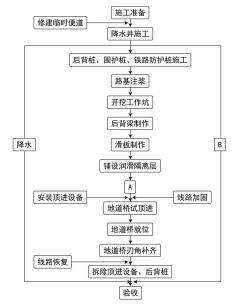 施工准备
修建临时便道
降水井施工
后背桩、围护桩、铁路防护桩施工
路基注浆
开挖工作坑
后背梁制作
降水
滑板制作
B
铺设润滑隔离层
A
安装顶进设备
线路加固
地道桥试顶进
地道桥就位
地道桥刃角补齐
线路恢复
拆除顶进设备、后背桩
验收